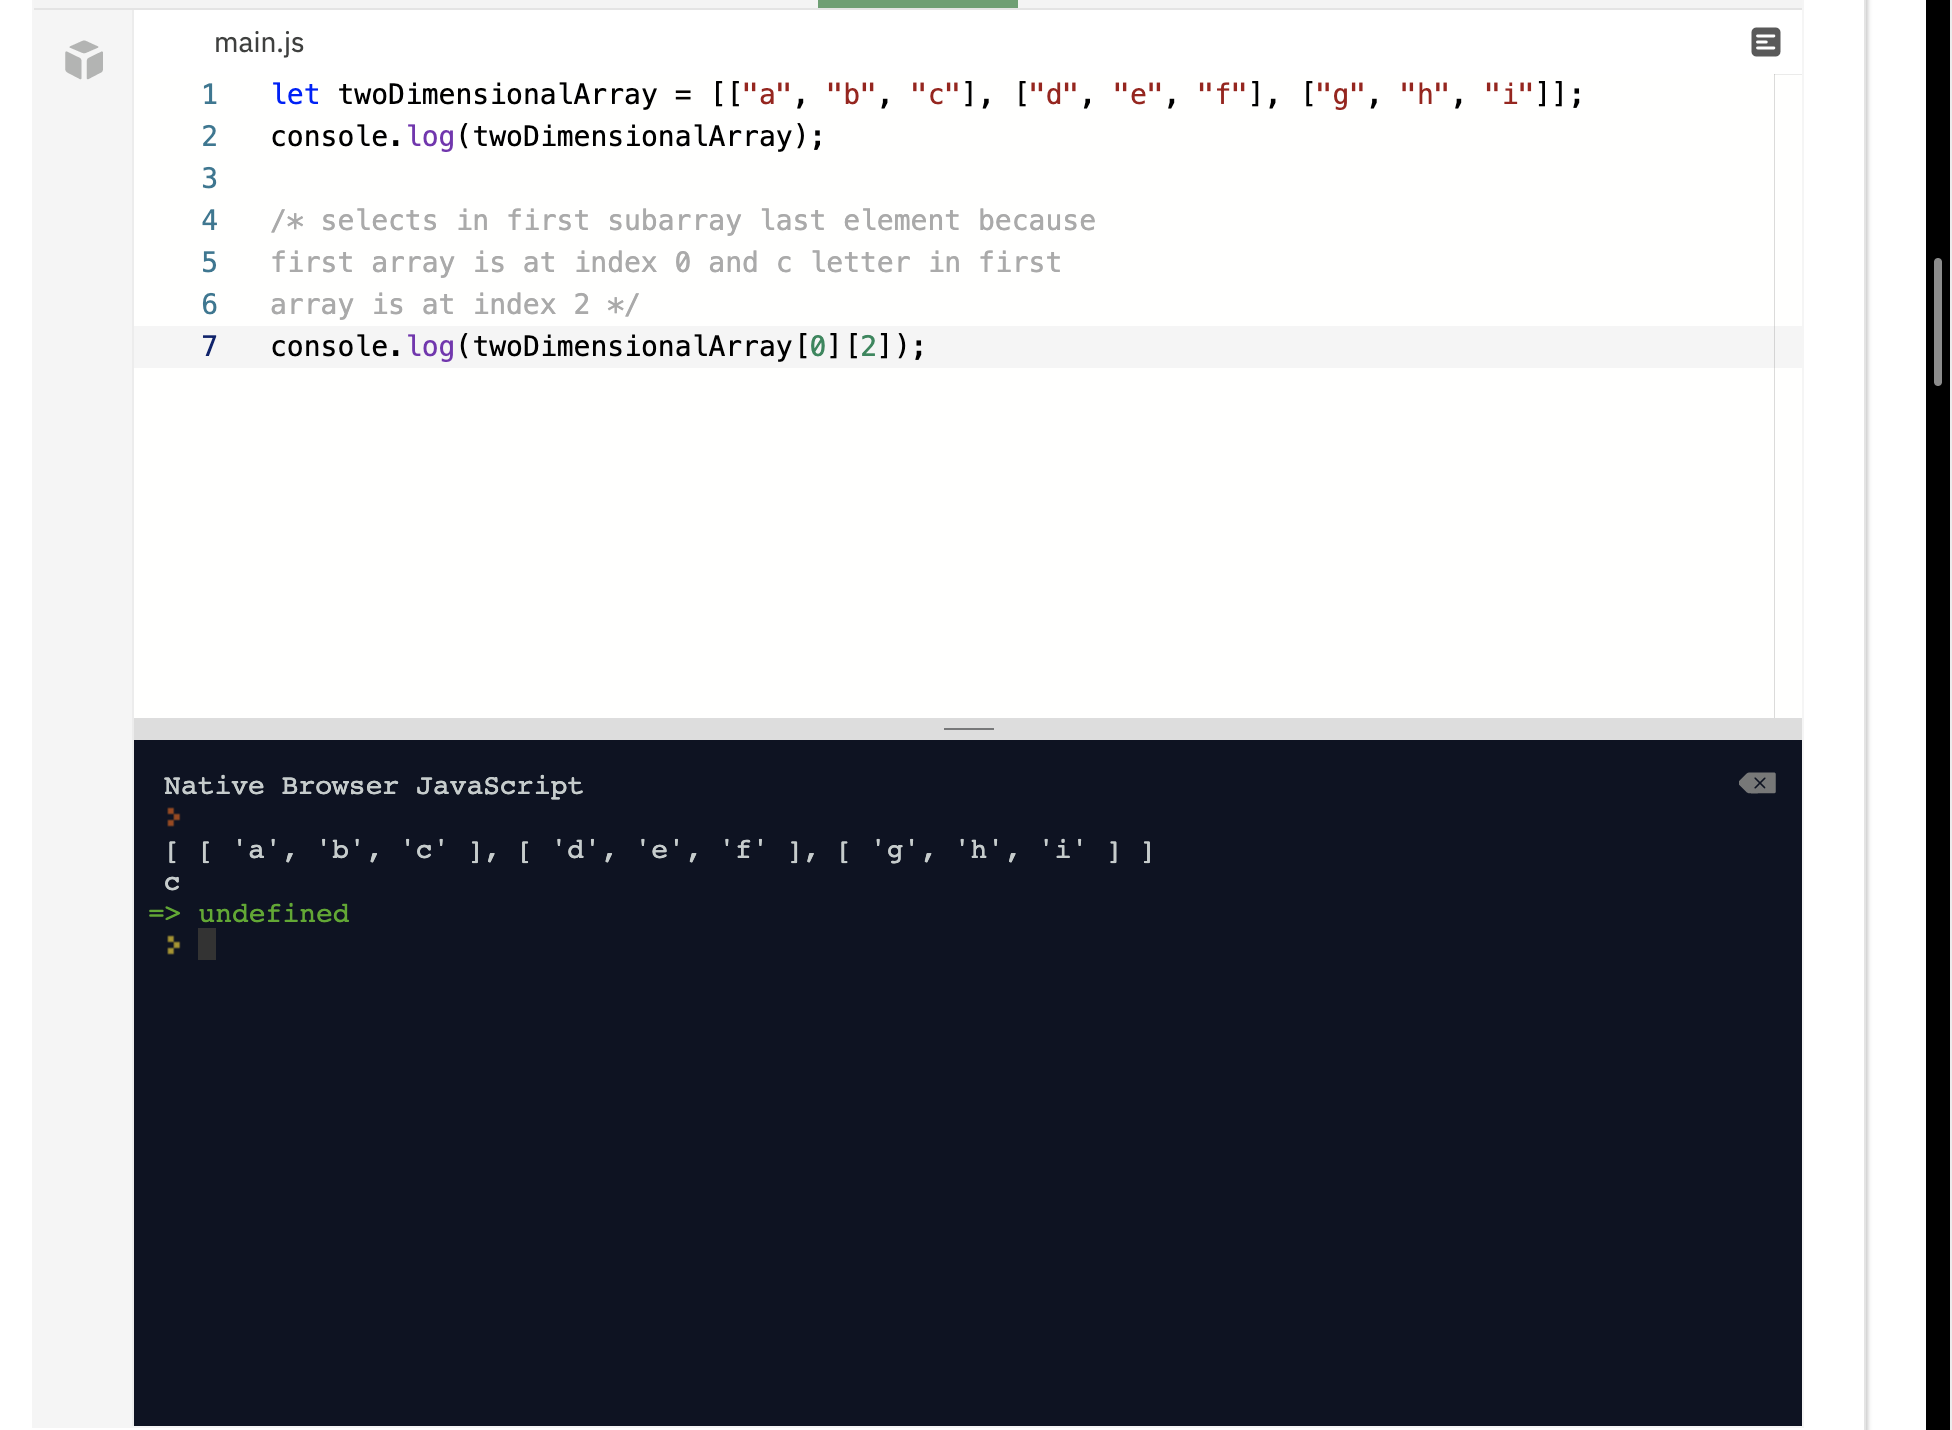 main.js
1 let twoDimensionalArray = [["a", "b", "c"], ["d", "e", "f"], ["g", "h", "i"]];
2 console.log(twoDimensionalArray);
3
4 /* selects in first subarray last element because
5 first array is at index 0 and c letter in first
6 array is at index 2 */
7 console.log(twoDimensionalArray[0][2]);
Native Browser JavaScript
[ [ 'a', 'b', 'c' ], [ 'd', 'e', 'f' ], [ 'g', 'h', 'i' ] ]
c
=> undefined